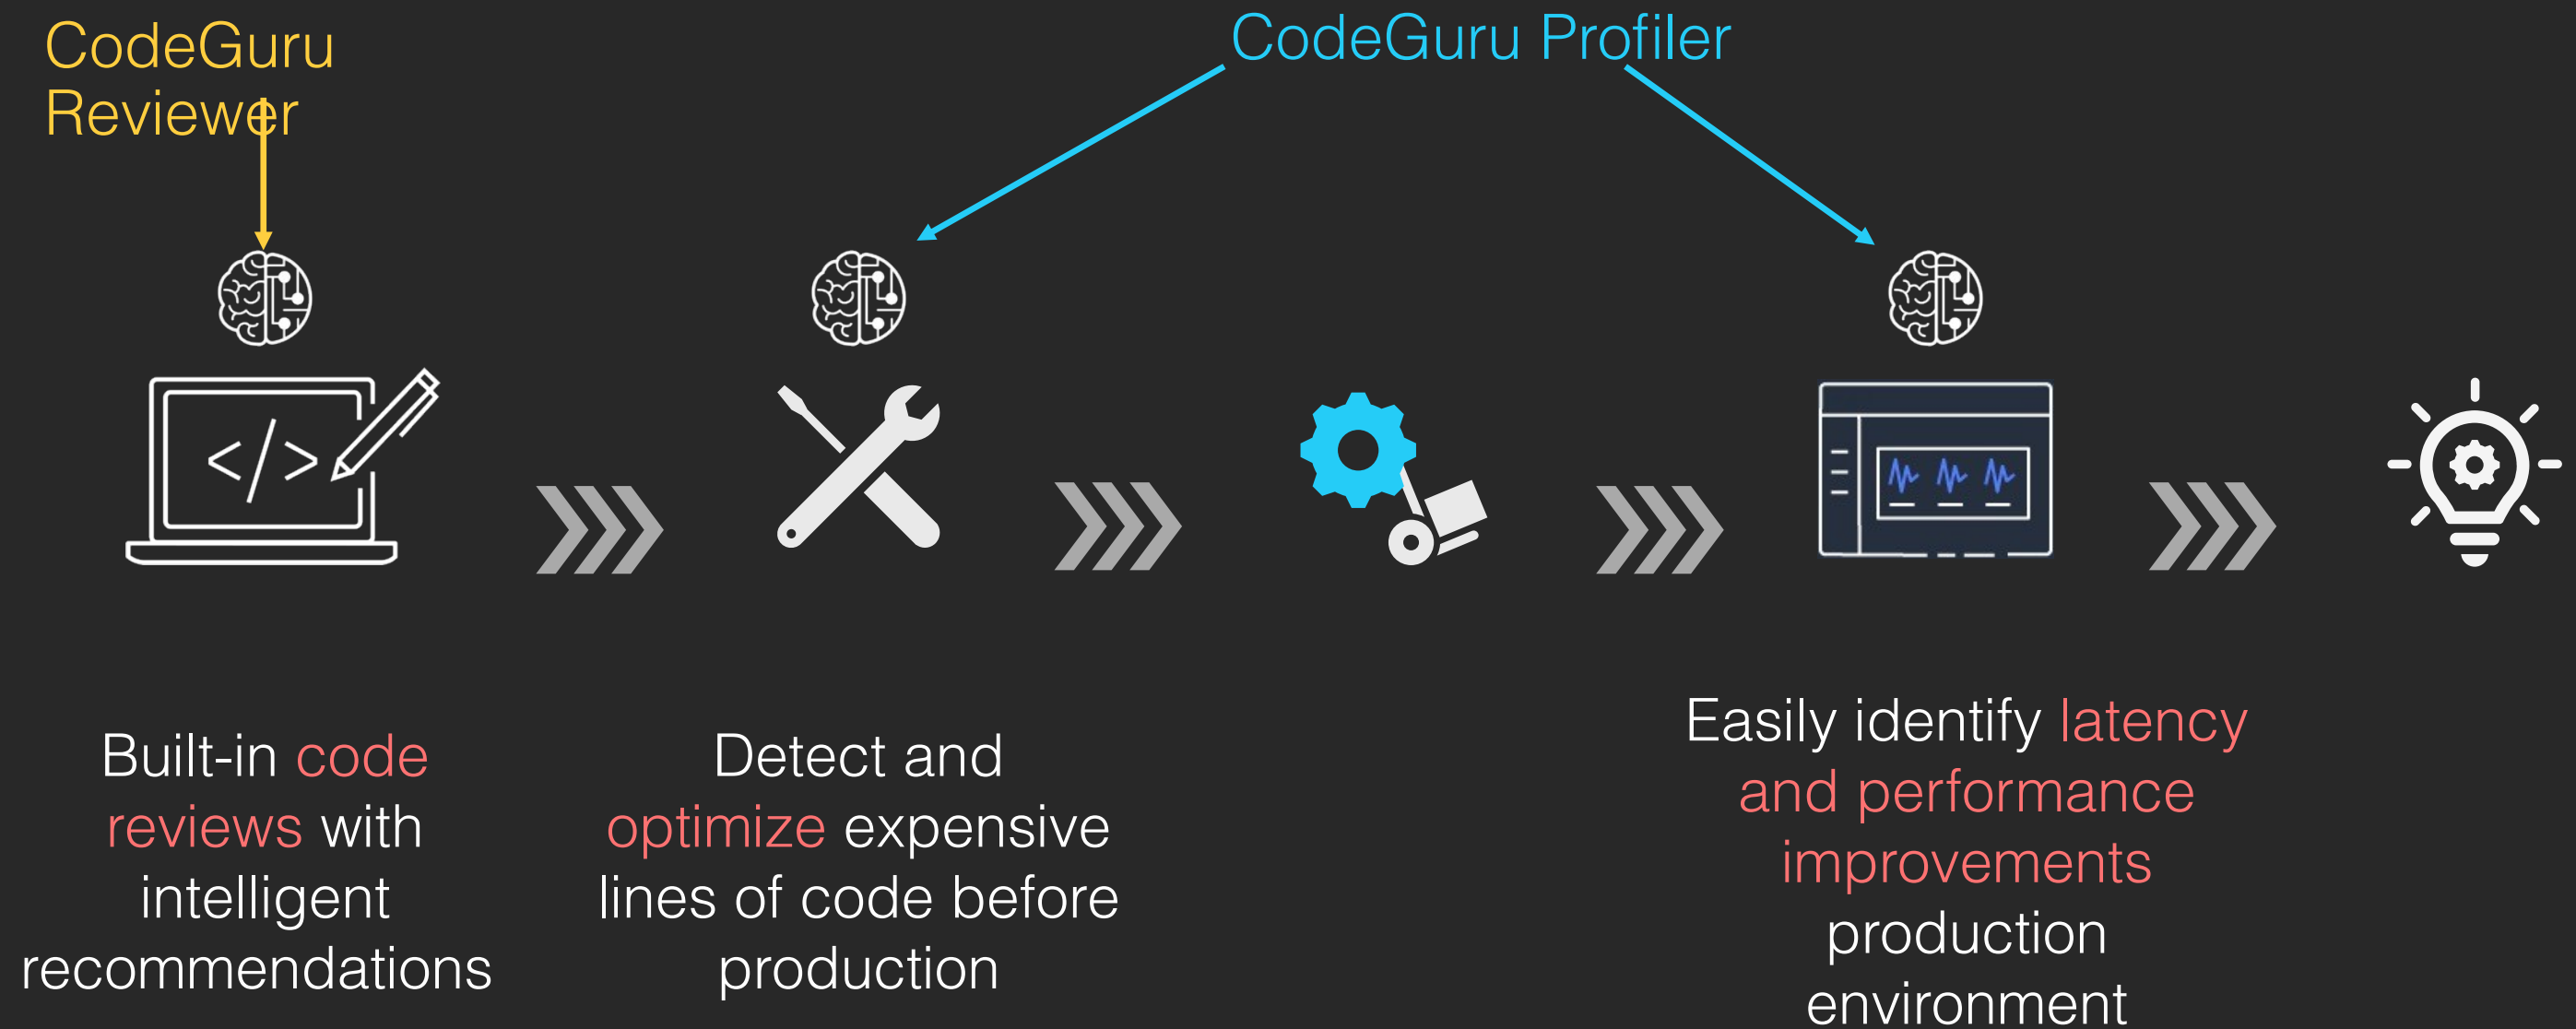 CodeGuru
Reviewer
CodeGuru Profiler
</>
Built-in code
reviews with
intelligent
recommendations
Detect and
optimize expensive
lines of code before
production
Easily identify latency
and performance
improvements
production
environment